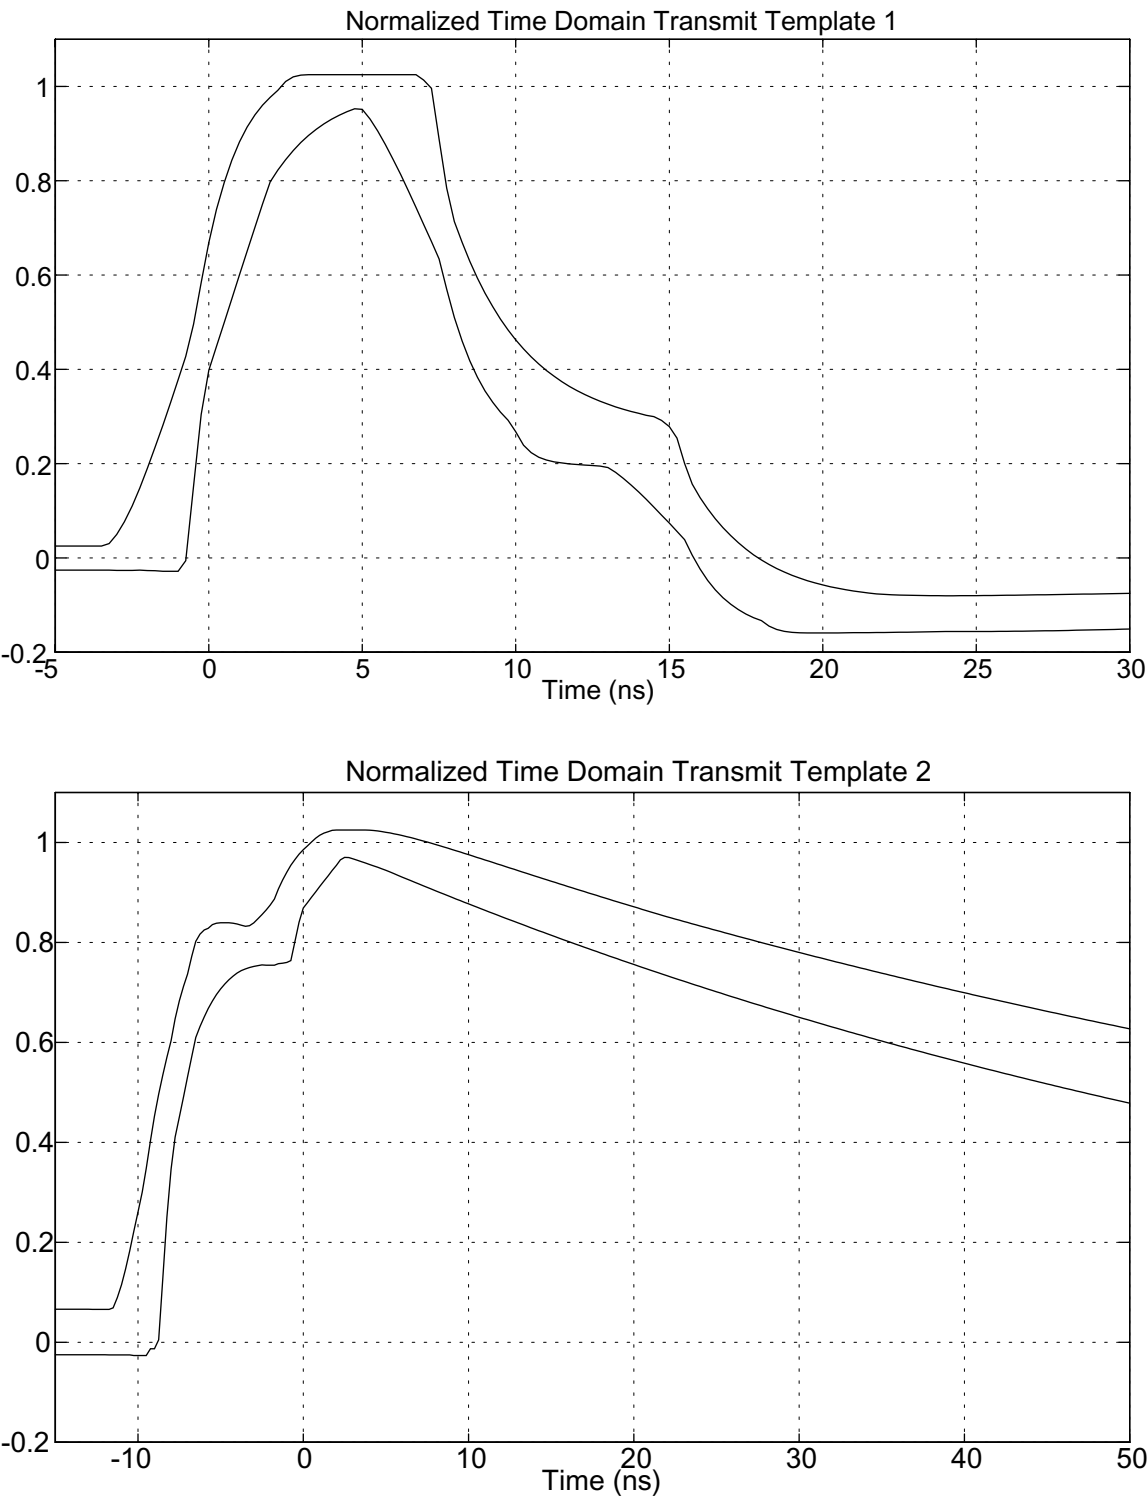 Normalized Time Domain Transmit Template 1
1
0.8
0.6
0.4
0.2
0
-0.2
-5 0 5 10 15 20 25 30
Time (ns)
Normalized Time Domain Transmit Template 2
1
0.8
0.6
0.4
0.2
0
-0.2
-10 0 10 20 30 40 50
Time (ns)